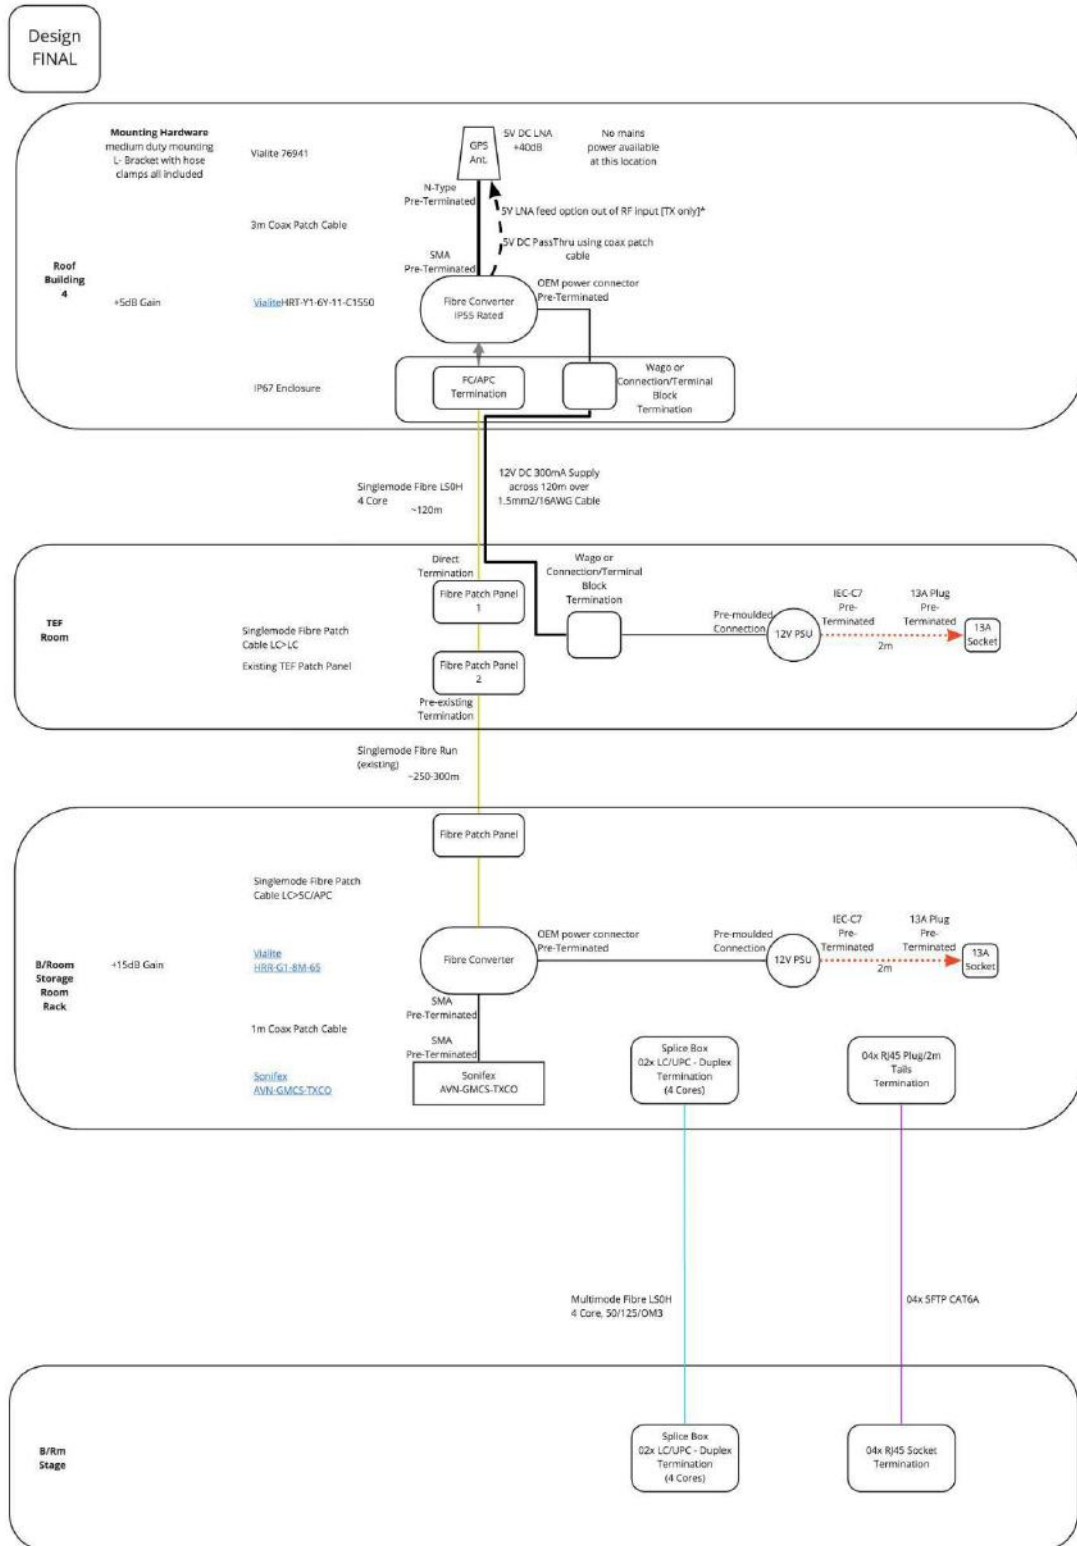 Design
FINAL
Mounting Hardware
medium duty mounting
L- Bracket with hose
clamps all included
Vialite 76941
GPS
Ant.
5V DC LNA
+40dB
No mains
power available
at this location
N-Type
Pre-Terminated
5V LNA feed option out of RF input [TX only]*
3m Coax Patch Cable
5V DC PassThru using coax patch
cable
SMA
Pre-Terminated
Roof
Building
4
+5dB Gain
VialiteHRT-Y1-6Y-11-C1550
Fibre Converter
IP55 Rated
OEM power connector
Pre-Terminated
IP67 Enclosure
FC/APC
Termination
Wago or
Connection/Terminal
Block
Termination
Singlemode Fibre LS0H
4 Core
~120m
12V DC 300mA Supply
across 120m over
1.5mm2/16AWG Cable
TEF
Room
Direct
Termination
Fibre Patch Panel
1
Wago or
Connection/Terminal
Block
Termination
Pre-moulded
Connection
12V PSU
IEC-C7
Pre-
Terminated
2m
13A Plug
Pre-
Terminated
13A
Socket
Singlemode Fibre Patch
Cable LC>LC
Existing TEF Patch Panel
Fibre Patch Panel
2
Pre-existing
Termination
Singlemode Fibre Run
(existing)
~250-300m
Fibre Patch Panel
Singlemode Fibre Patch
Cable LC>SC/APC
B/Room
Storage
Room
Rack
+15dB Gain
Vialite
HRR-G1-8M-65
Fibre Converter
OEM power connector
Pre-Terminated
Pre-moulded
Connection
12V PSU
IEC-C7
Pre-
Terminated
2m
13A Plug
Pre-
Terminated
13A
Socket
SMA
Pre-Terminated
1m Coax Patch Cable
SMA
Pre-Terminated
Sonifex
AVN-GMCS-TXCO
Sonifex
AVN-GMCS-TXCO
Splice Box
02x LC/UPC - Duplex
Termination
(4 Cores)
04x RJ45 Plug/2m
Tails
Termination
Multimode Fibre LS0H
4 Core, 50/125/OM3
04x SFTP CAT6A
B/Rm
Stage
Splice Box
02x LC/UPC - Duplex
Termination
(4 Cores)
04x RJ45 Socket
Termination